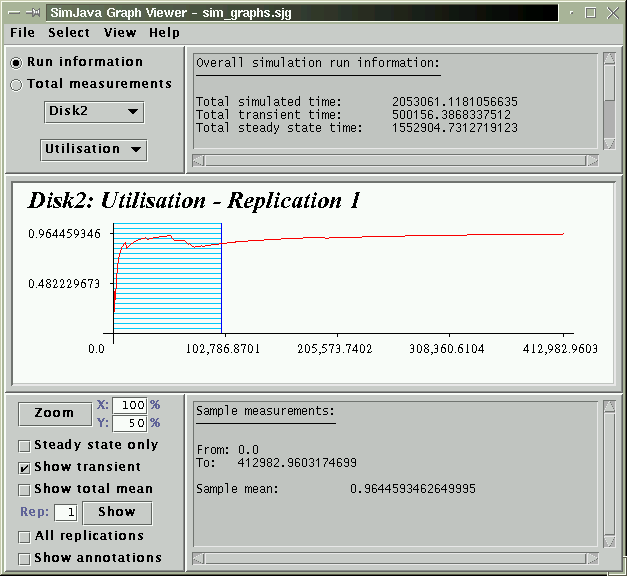 SimJava Graph Viewer - sim_graphs.sjg
File Select View Help
Run information
Total measurements
Disk2
Utilisation
Overall simulation run information:
Total simulated time: 2053061.1181056635
Total transient time: 500156.3868337512
Total steady state time: 1552904.7312719123
Disk2: Utilisation - Replication 1
0.964459346
0.482229673
0.0 102,786.8701 205,573.7402 308,360.6104 412,982.9603
Zoom
X: 100 %
Y: 50 %
Steady state only
Show transient
Show total mean
Rep: 1 Show
All replications
Show annotations
Sample measurements:
From: 0.0
To: 412982.9603174699
Sample mean: 0.9644593462649995